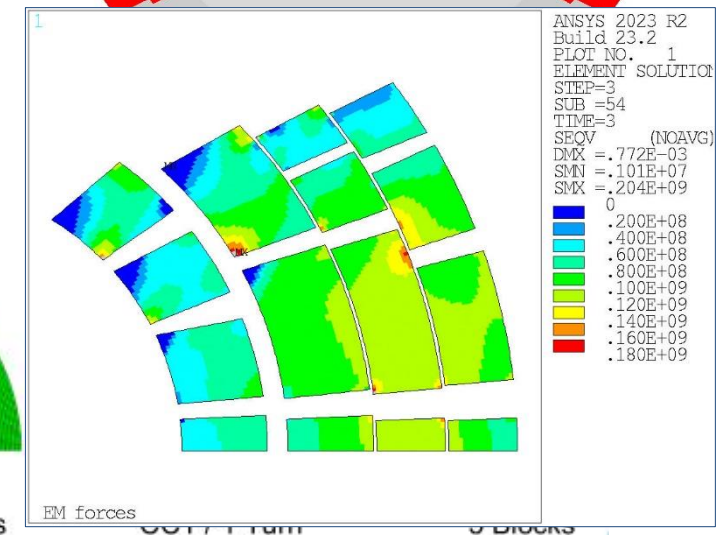 1
ANSYS 2023 R2
Build 23.2
PLOT NO. 1
ELEMENT SOLUTION
STEP=3
SUB =54
TIME=3
SEQV (NOAVG)
DMX =.772E-03
SMN =.101E+07
SMX =.204E+09
0
.200E+08
.400E+08
.600E+08
.800E+08
.100E+09
.120E+09
.140E+09
.160E+09
.180E+09
MX
EM forces